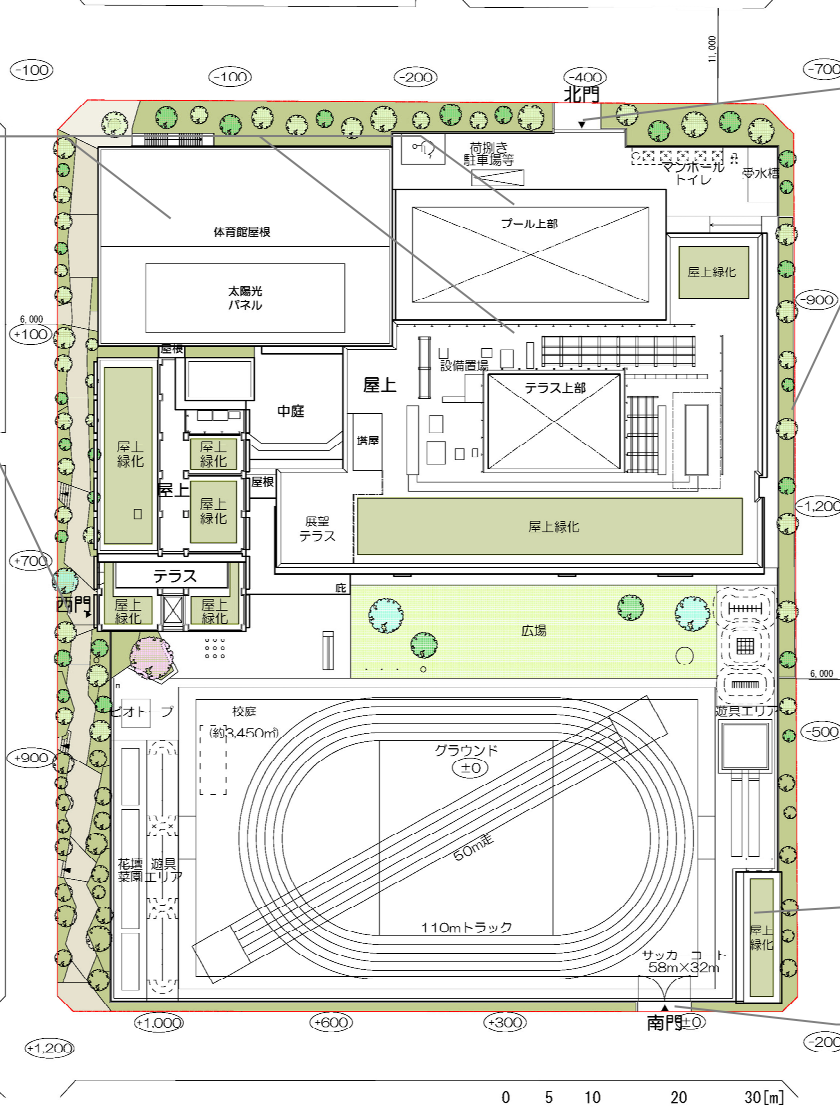 11,000
-100
-100
-200
-400
-700
北門
荷捌き
駐車場等
マンホール
トイレ
受水槽
体育館屋根
プール上部
太陽光
パネル
屋上緑化
-900
6,000
+100
屋根
設備置場
屋上
テラス上部
中庭
塔屋
屋上
緑化
屋上
緑化
屋上
屋根
屋上
緑化
展望
テラス
屋上緑化
-1,200
+700
テラス
庇
西門
屋上
緑化
屋上
緑化
広場
6,000
ビオトープ
校庭
(約3,450㎡)
遊具エリア
-500
グラウンド
±0
+900
50m走
花壇
菜園
遊具
エリア
110mトラック
屋上
緑化
サッカーコート
58m×32m
+1,000
+600
+300
南門
±0
+1,200
-200
0 5 10 20 30[m]